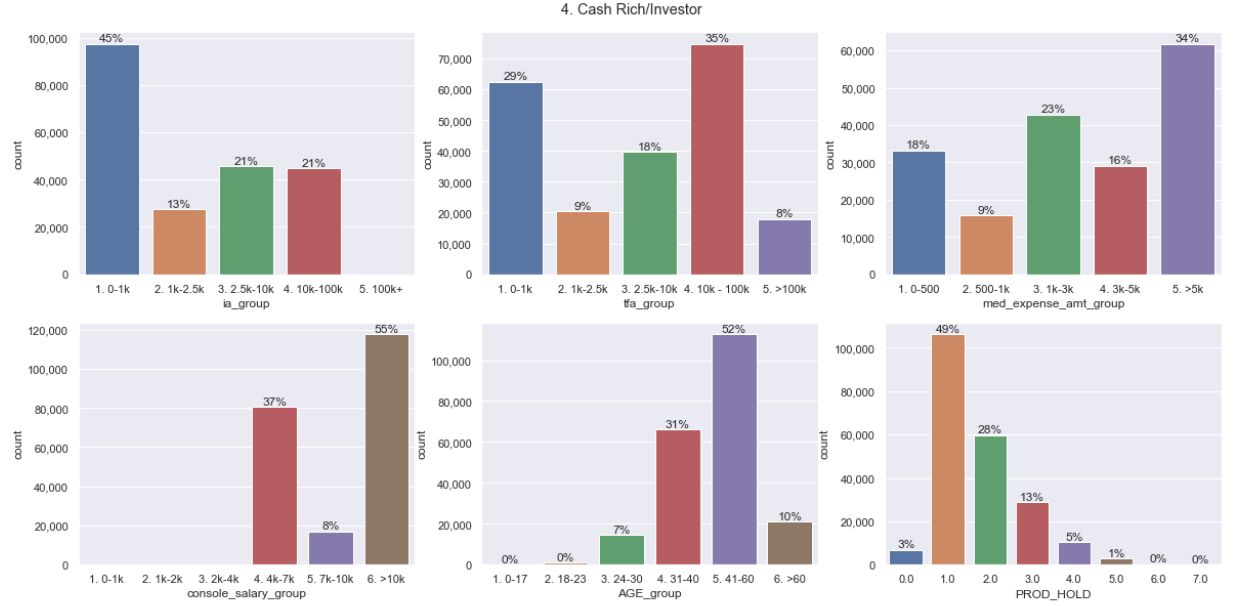 4. Cash Rich/Investor
100,000
80,000
60,000
40,000
20,000
0
count
45%
13%
21%
21%
1. 0-1k
2. 1k-2.5k
3. 2.5k-10k
4. 10k-100k
5. 100k+
ia_group
70,000
60,000
50,000
40,000
30,000
20,000
10,000
0
count
29%
9%
18%
35%
8%
1. 0-1k
2. 1k-2.5k
3. 2.5k-10k
4. 10k - 100k
5. >100k
tfa_group
60,000
50,000
40,000
30,000
20,000
10,000
0
count
18%
9%
23%
16%
34%
1. 0-500
2. 500-1k
3. 1k-3k
4. 3k-5k
5. >5k
med_expense_amt_group
120,000
100,000
80,000
60,000
40,000
20,000
0
count
37%
8%
55%
1. 0-1k
2. 1k-2k
3. 2k-4k
4. 4k-7k
5. 7k-10k
6. >10k
console_salary_group
100,000
80,000
60,000
40,000
20,000
0
count
0%
0%
7%
31%
52%
10%
1. 0-17
2. 18-23
3. 24-30
4. 31-40
5. 41-60
6. >60
AGE_group
100,000
80,000
60,000
40,000
20,000
0
count
3%
49%
28%
13%
5%
1%
0%
0%
0.0
1.0
2.0
3.0
4.0
5.0
6.0
7.0
PROD_HOLD